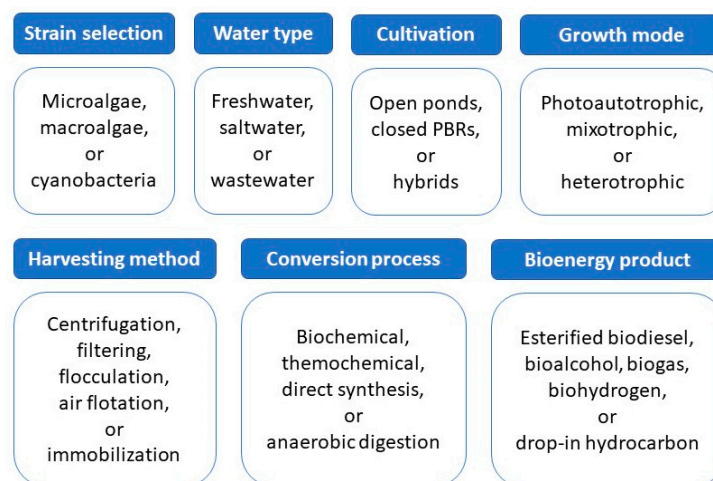 Strain selection
Microalgae,
macroalgae,
or
cyanobacteria
Water type
Freshwater,
saltwater,
or
wastewater
Cultivation
Open ponds,
closed PBRs,
or
hybrids
Growth mode
Photoautotrophic,
mixotrophic,
or
heterotrophic
Harvesting method
Centrifugation,
filtering,
flocculation,
air flotation,
or
immobilization
Conversion process
Biochemical,
themochemical,
direct synthesis,
or
anaerobic digestion
Bioenergy product
Esterified biodiesel,
bioalcohol, biogas,
biohydrogen,
or
drop-in hydrocarbon